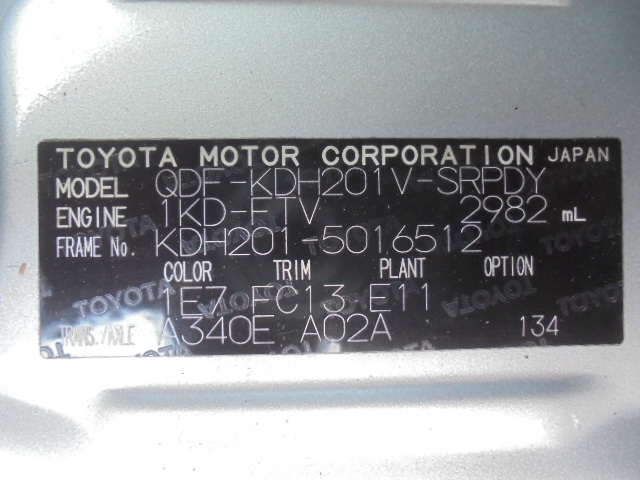 TOYOTA MOTOR CORPORATION JAPAN
MODEL QDF-KDH201V-SRPDY
ENGINE 1KD-FTV 2982 mL
FRAME No. KDH201-5016512
COLOR TRIM PLANT OPTION
1E7 FC13 E11
TRANS./AXLE A340E A02A 134